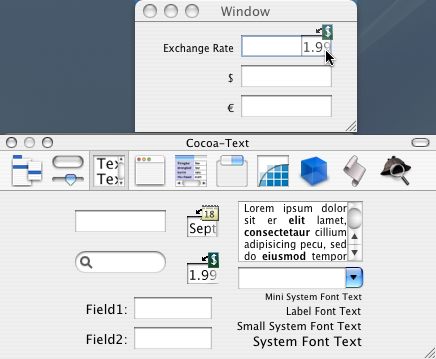 Window
$
Exchange Rate
1.99
$
€
Cocoa-Text
Tex
Tex
18
Sept
Lorem ipsum dolor
sit er elit lamet,
consectetur cillium
adipisicing pecu, sed
do eiusmod tempor
$
1.99
Mini System Font Text
Field1:
Label Font Text
Small System Font Text
Field2:
System Font Text